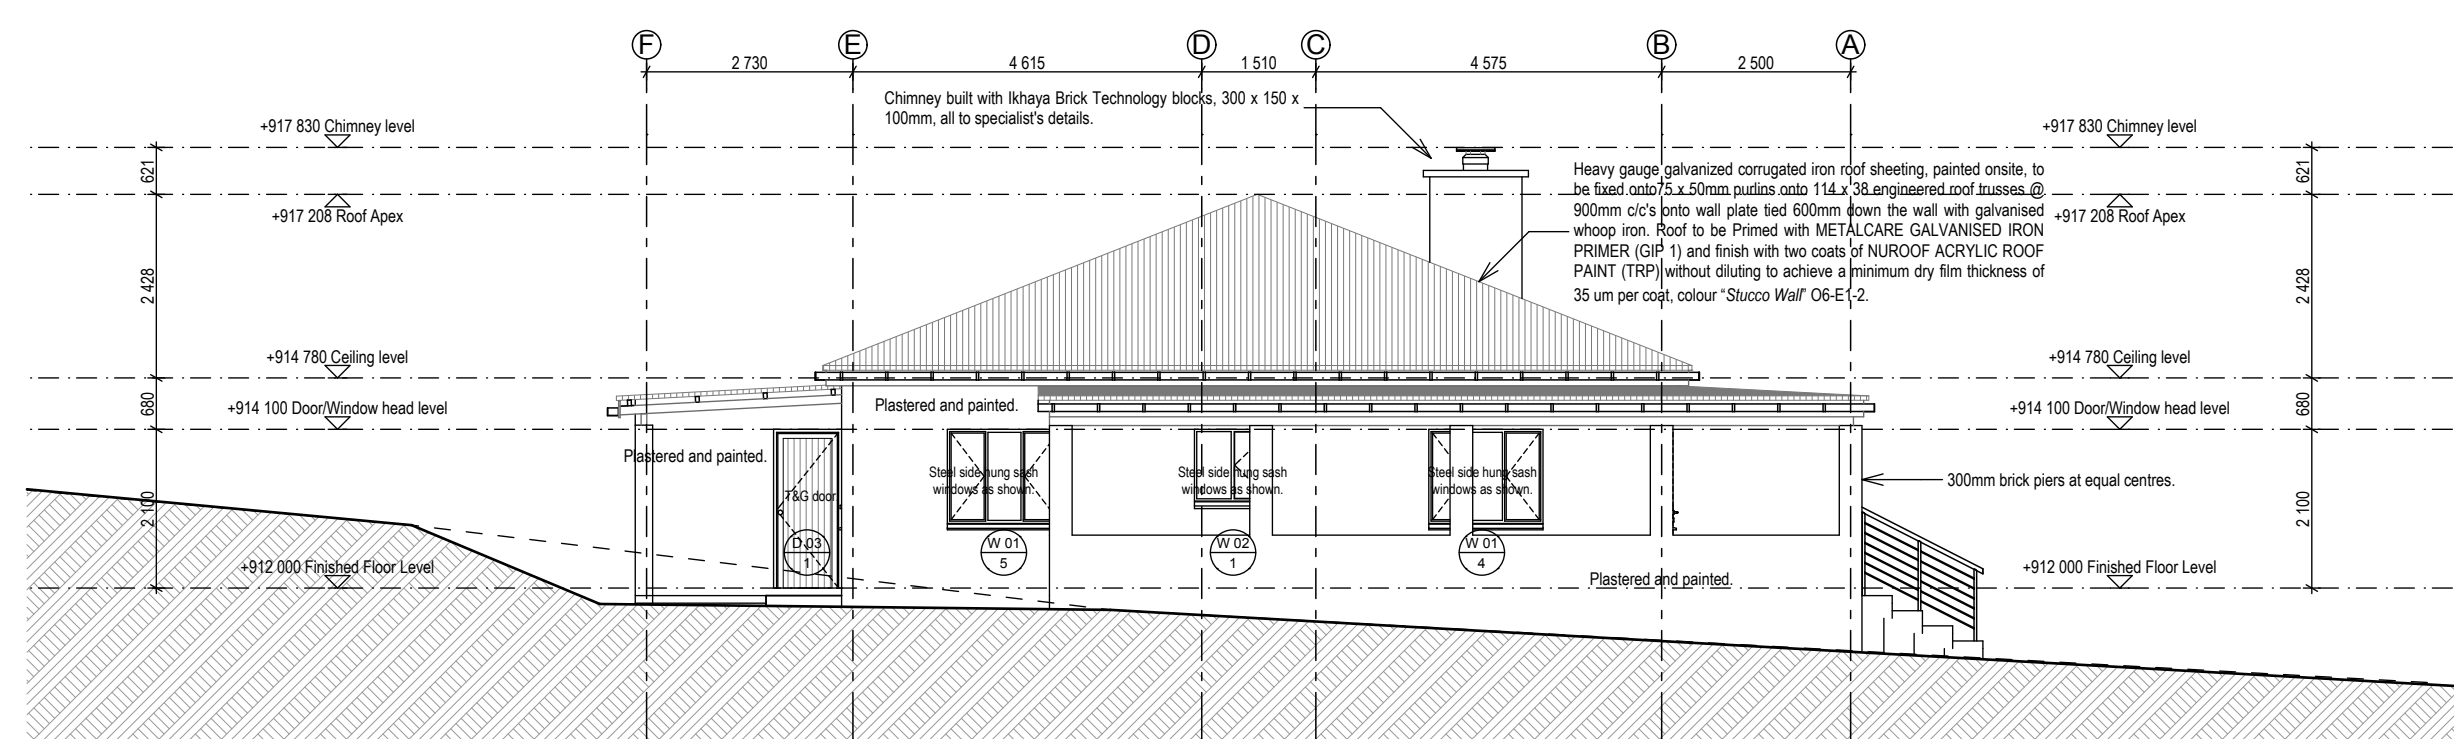 F E D C B A
2 730 4 615 1 510 4 575 2 500
Chimney built with Ikhaya Brick Technology blocks, 300 x 150 x
100mm, all to specialist's details.
+917 830 Chimney level
+917 830 Chimney level
621
621
Heavy gauge galvanized corrugated iron roof sheeting, painted onsite, to
be fixed onto75 x 50mm purlins onto 114 x 38 engineered roof trusses @
900mm c/c's onto wall plate tied 600mm down the wall with galvanised
whoop iron. Roof to be Primed with METALCARE GALVANISED IRON
PRIMER (GIP 1) and finish with two coats of NUROOF ACRYLIC ROOF
PAINT (TRP) without diluting to achieve a minimum dry film thickness of
35 um per coat, colour “Stucco Wall” O6-E1-2.
+917 208 Roof Apex
+917 208 Roof Apex
2 428
2 428
+914 780 Ceiling level
+914 780 Ceiling level
680
680
+914 100 Door/Window head level
+914 100 Door/Window head level
Plastered and painted.
Plastered and painted.
Steel side hung sash
windows as shown.
Steel side hung sash
windows as shown.
Steel side hung sash
windows as shown.
300mm brick piers at equal centres.
T&G door.
2 100
2 100
D 03
1
W 01
5
W 02
1
W 01
4
+912 000 Finished Floor Level
+912 000 Finished Floor Level
Plastered and painted.